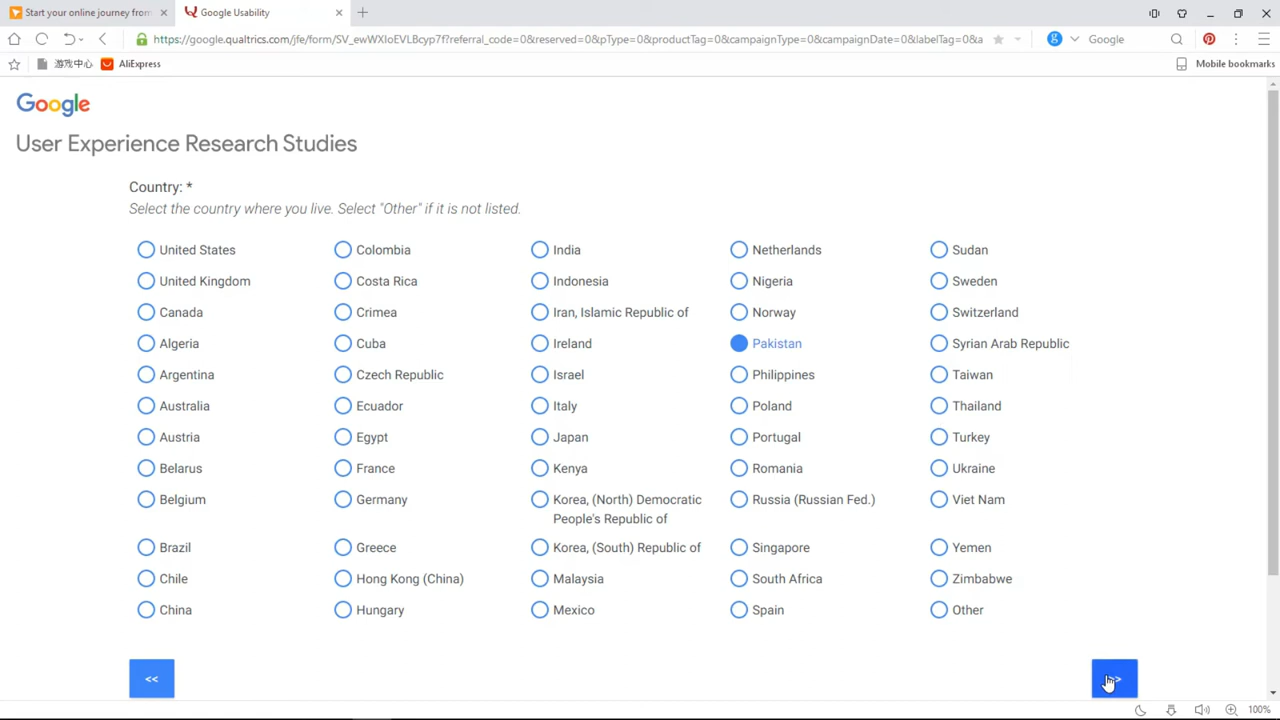 Start your online journey from
Google Usability
https://google.qualtrics.com/jfe/form/SV_ewWXIoEVLBcyp7f?referral_code=0&reserved=0&pType=0&productTag=0&campaignType=0&campaignDate=0&labelTag=0&a
Google
游戏中心
AliExpress
Mobile bookmarks
Google
User Experience Research Studies
Country: *
Select the country where you live. Select "Other" if it is not listed.
United States Colombia India Netherlands Sudan
United Kingdom Costa Rica Indonesia Nigeria Sweden
Canada Crimea Iran, Islamic Republic of Norway Switzerland
Algeria Cuba Ireland Pakistan Syrian Arab Republic
Argentina Czech Republic Israel Philippines Taiwan
Australia Ecuador Italy Poland Thailand
Austria Egypt Japan Portugal Turkey
Belarus France Kenya Romania Ukraine
Belgium Germany Korea, (North) Democratic Russia (Russian Fed.) Viet Nam
People's Republic of
Brazil Greece Korea, (South) Republic of Singapore Yemen
Chile Hong Kong (China) Malaysia South Africa Zimbabwe
China Hungary Mexico Spain Other
<< >>
100%